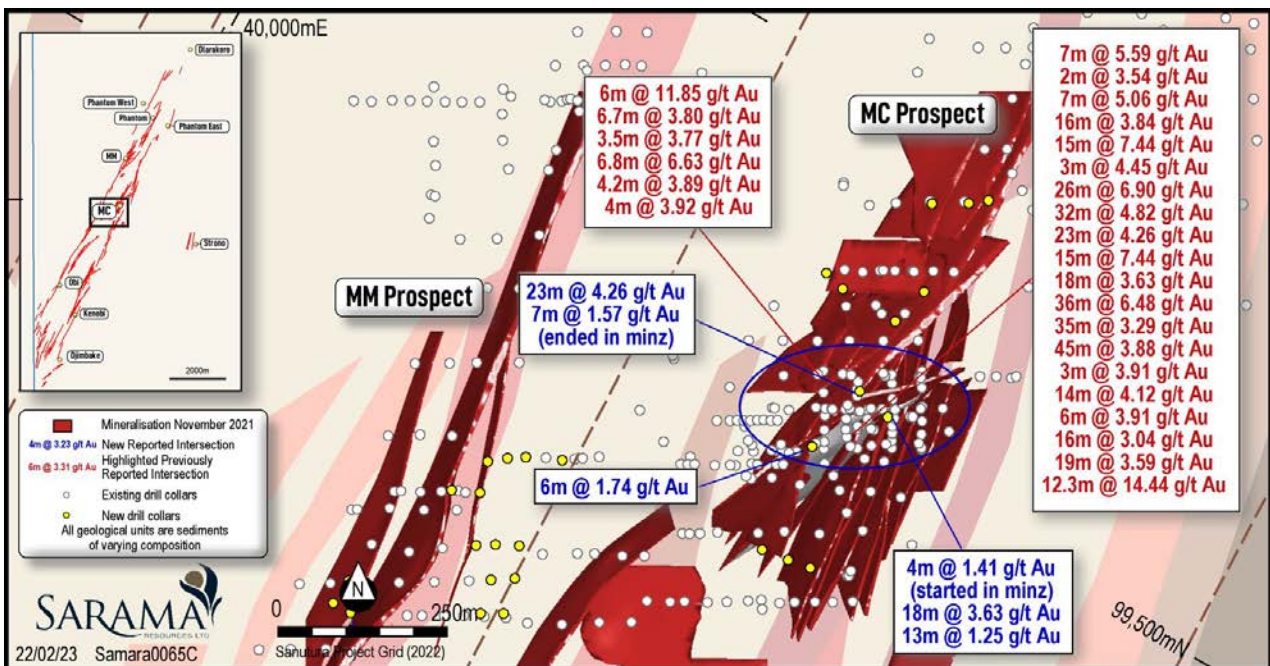 40,000mE
Diarakoro
Phantom West
Phantom
Phantom East
MM
MC
Strono
Obi
Kenobi
Djimbake
2000m
Mineralisation November 2021
4m @ 3.23 g/t Au New Reported Intersection
6m @ 3.31 g/t Au Highlighted Previously
Reported Intersection
Existing drill collars
New drill collars
All geological units are sediments
of varying composition
SARAMA
RESOURCES LTD
22/02/23 Samara0065C
MM Prospect
6m @ 11.85 g/t Au
6.7m @ 3.80 g/t Au
3.5m @ 3.77 g/t Au
6.8m @ 6.63 g/t Au
4.2m @ 3.89 g/t Au
4m @ 3.92 g/t Au
23m @ 4.26 g/t Au
7m @ 1.57 g/t Au
(ended in minz)
6m @ 1.74 g/t Au
MC Prospect
7m @ 5.59 g/t Au
2m @ 3.54 g/t Au
7m @ 5.06 g/t Au
16m @ 3.84 g/t Au
15m @ 7.44 g/t Au
3m @ 4.45 g/t Au
26m @ 6.90 g/t Au
32m @ 4.82 g/t Au
23m @ 4.26 g/t Au
15m @ 7.44 g/t Au
18m @ 3.63 g/t Au
36m @ 6.48 g/t Au
35m @ 3.29 g/t Au
45m @ 3.88 g/t Au
3m @ 3.91 g/t Au
14m @ 4.12 g/t Au
6m @ 3.91 g/t Au
16m @ 3.04 g/t Au
19m @ 3.59 g/t Au
12.3m @ 14.44 g/t Au
4m @ 1.41 g/t Au
(started in minz)
18m @ 3.63 g/t Au
13m @ 1.25 g/t Au
N
0 250m
Sanutura Project Grid (2022)
99,500mN